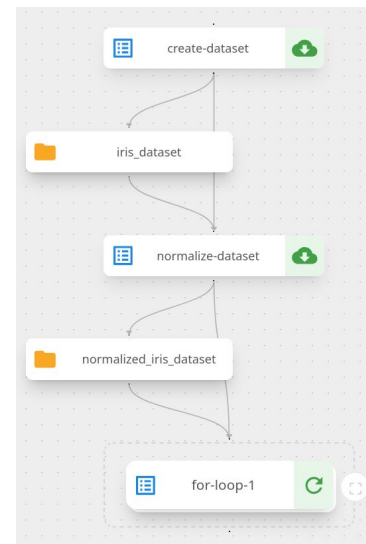 create-dataset
iris_dataset
normalize-dataset
normalized_iris_dataset
for-loop-1